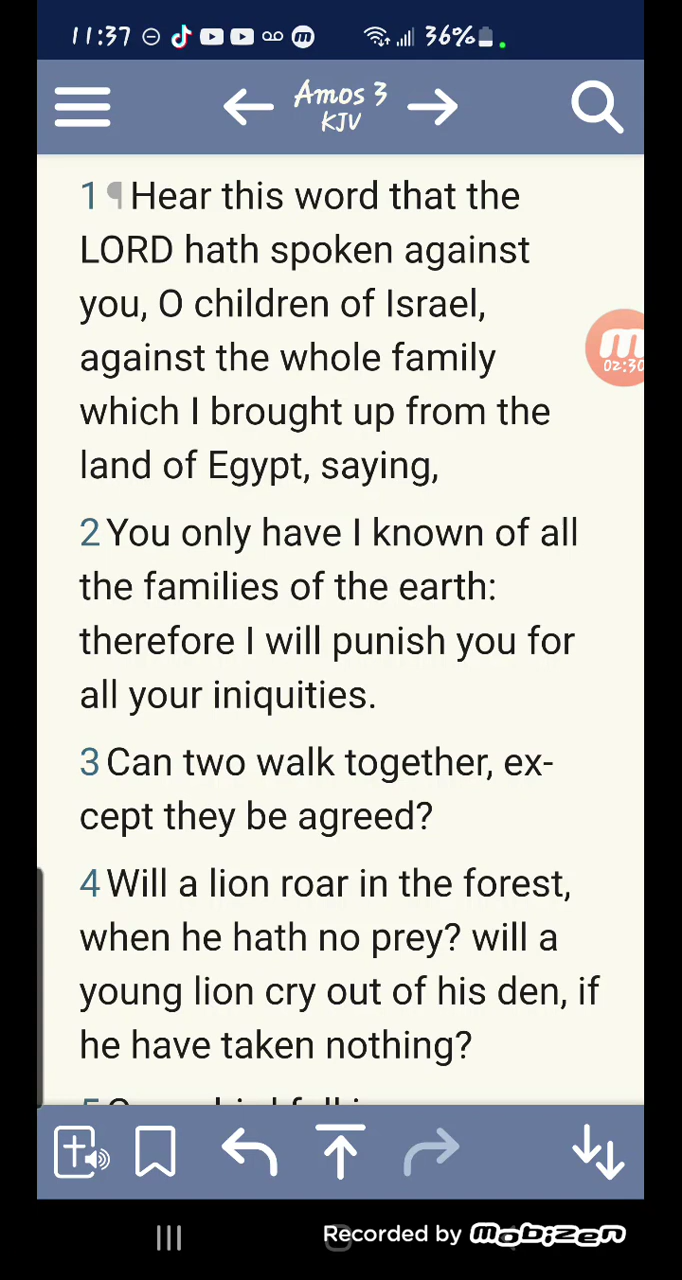 11:37 36%
Amos 3
KJV
1 ¶ Hear this word that the
LORD hath spoken against
you, O children of Israel,
against the whole family
which I brought up from the
land of Egypt, saying,
02:30
2 You only have I known of all
the families of the earth:
therefore I will punish you for
all your iniquities.
3 Can two walk together, ex-
cept they be agreed?
4 Will a lion roar in the forest,
when he hath no prey? will a
young lion cry out of his den, if
he have taken nothing?
Recorded by Mobizen